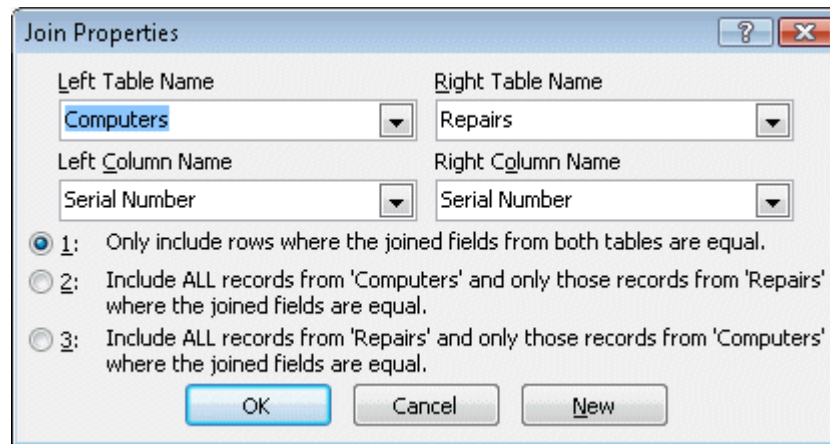 Join Properties
Left Table Name
Right Table Name
Computers
Repairs
Left Column Name
Right Column Name
Serial Number
Serial Number
1: Only include rows where the joined fields from both tables are equal.
2: Include ALL records from 'Computers' and only those records from 'Repairs'
where the joined fields are equal.
3: Include ALL records from 'Repairs' and only those records from 'Computers'
where the joined fields are equal.
OK
Cancel
New